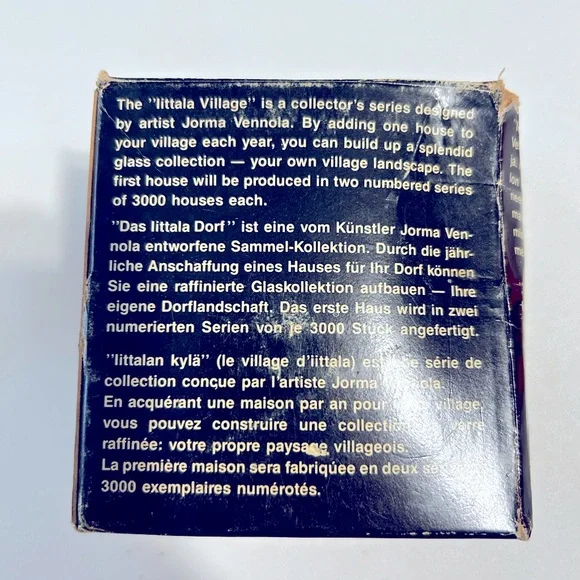 The "Iittala Village" is a collector's series designed
by artist Jorma Vennola. By adding one house to
your village each year, you can build up a splendid
glass collection — your own village landscape. The
first house will be produced in two numbered series
of 3000 houses each.
"Das Iittala Dorf" ist eine vom Künstler Jorma Ven-
nola entworfene Sammel-Kollektion. Durch die jähr-
liche Anschaffung eines Hauses für Ihr Dorf können
Sie eine raffinierte Glaskollektion aufbauen — Ihre
eigene Dorflandschaft. Das erste Haus wird in zwei
numerierten Serien von je 3000 Stück angefertigt.
"Iittalan kylä" (le village d'iittala) est série de
collection conçue par l'artiste Jorma
En acquérant une maison par an pour village,
vous pouvez construire une collection verre
raffinée: votre propre paysage villageois.
La première maison sera fabriquée en deux
3000 exemplaires numérotés.